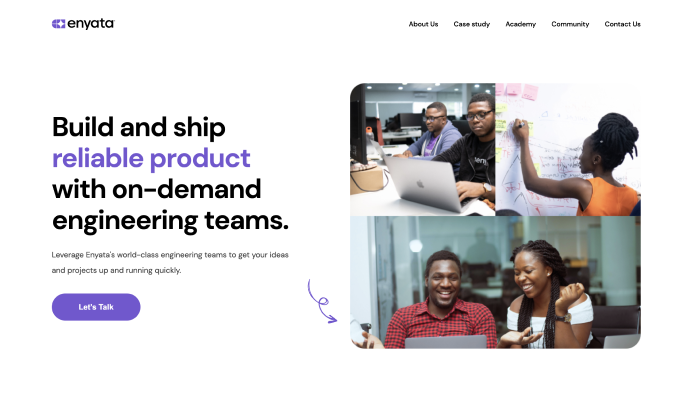 enyata
About Us Case study Academy Community Contact Us
Build and ship
reliable product
with on-demand
engineering teams.
Leverage Enyata's world-class engineering teams to get your ideas
and projects up and running quickly.
Let's Talk